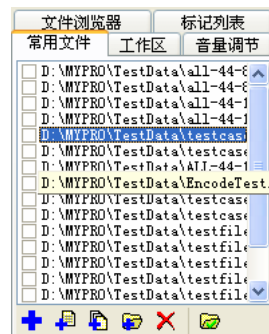 文件浏览器 标记列表
常用文件 工作区 音量调节
D:\MYPRO\TestData\all-44-8
D:\MYPRO\TestData\all-44-8
D:\MYPRO\TestData\all-44-1
D:\MYPRO\TestData\all-44-1
D:\MYPRO\TestData\testcas
D:\MYPRO\TestData\testcase
D:\MYPRO\TestData\ALL-44-1
D:\MYPRO\TestData\EncodeTest
D:\MYPRO\TestData\testcase
D:\MYPRO\TestData\testcase
D:\MYPRO\TestData\testfile
D:\MYPRO\TestData\testfile
D:\MYPRO\TestData\testfile
D:\MYPRO\TestData\testfile